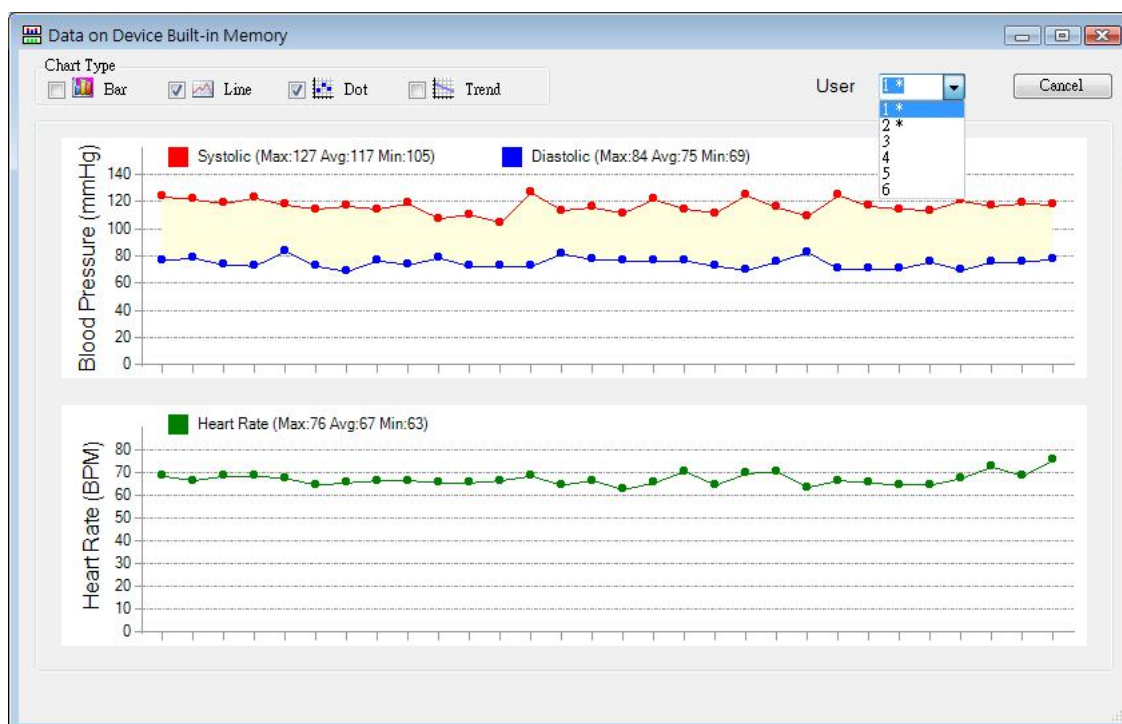 Data on Device Built-in Memory
Chart Type
Bar
Line
Dot
Trend
User
1 *
Cancel
1 *
2 *
3
4
5
6
Systolic (Max:127 Avg:117 Min:105)
Diastolic (Max:84 Avg:75 Min:69)
Blood Pressure (mmHg)
140
120
100
80
60
40
20
0
Heart Rate (Max:76 Avg:67 Min:63)
Heart Rate (BPM)
80
70
60
50
40
30
20
10
0